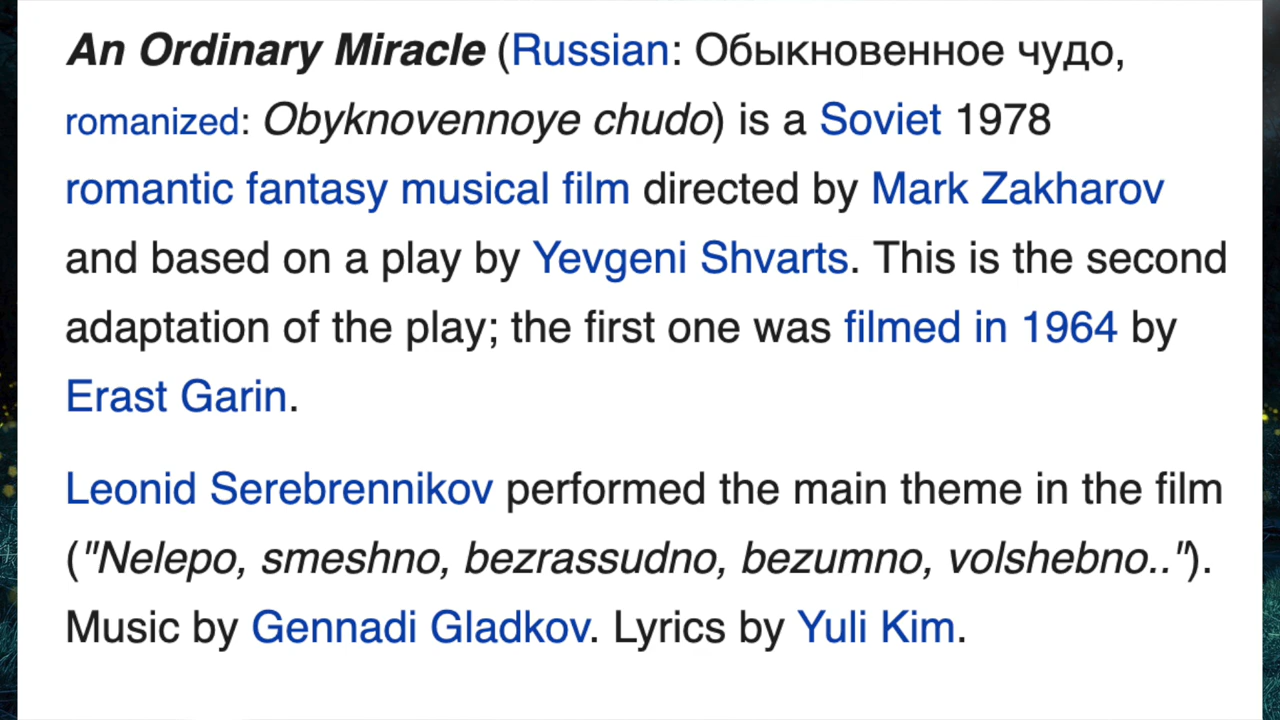 An Ordinary Miracle (Russian: Обыкновенное чудо,
romanized: Obyknovennoye chudo) is a Soviet 1978
romantic fantasy musical film directed by Mark Zakharov
and based on a play by Yevgeni Shvarts. This is the second
adaptation of the play; the first one was filmed in 1964 by
Erast Garin.
Leonid Serebrennikov performed the main theme in the film
("Nelepo, smeshno, bezrassudno, bezumno, volshebno..").
Music by Gennadi Gladkov. Lyrics by Yuli Kim.